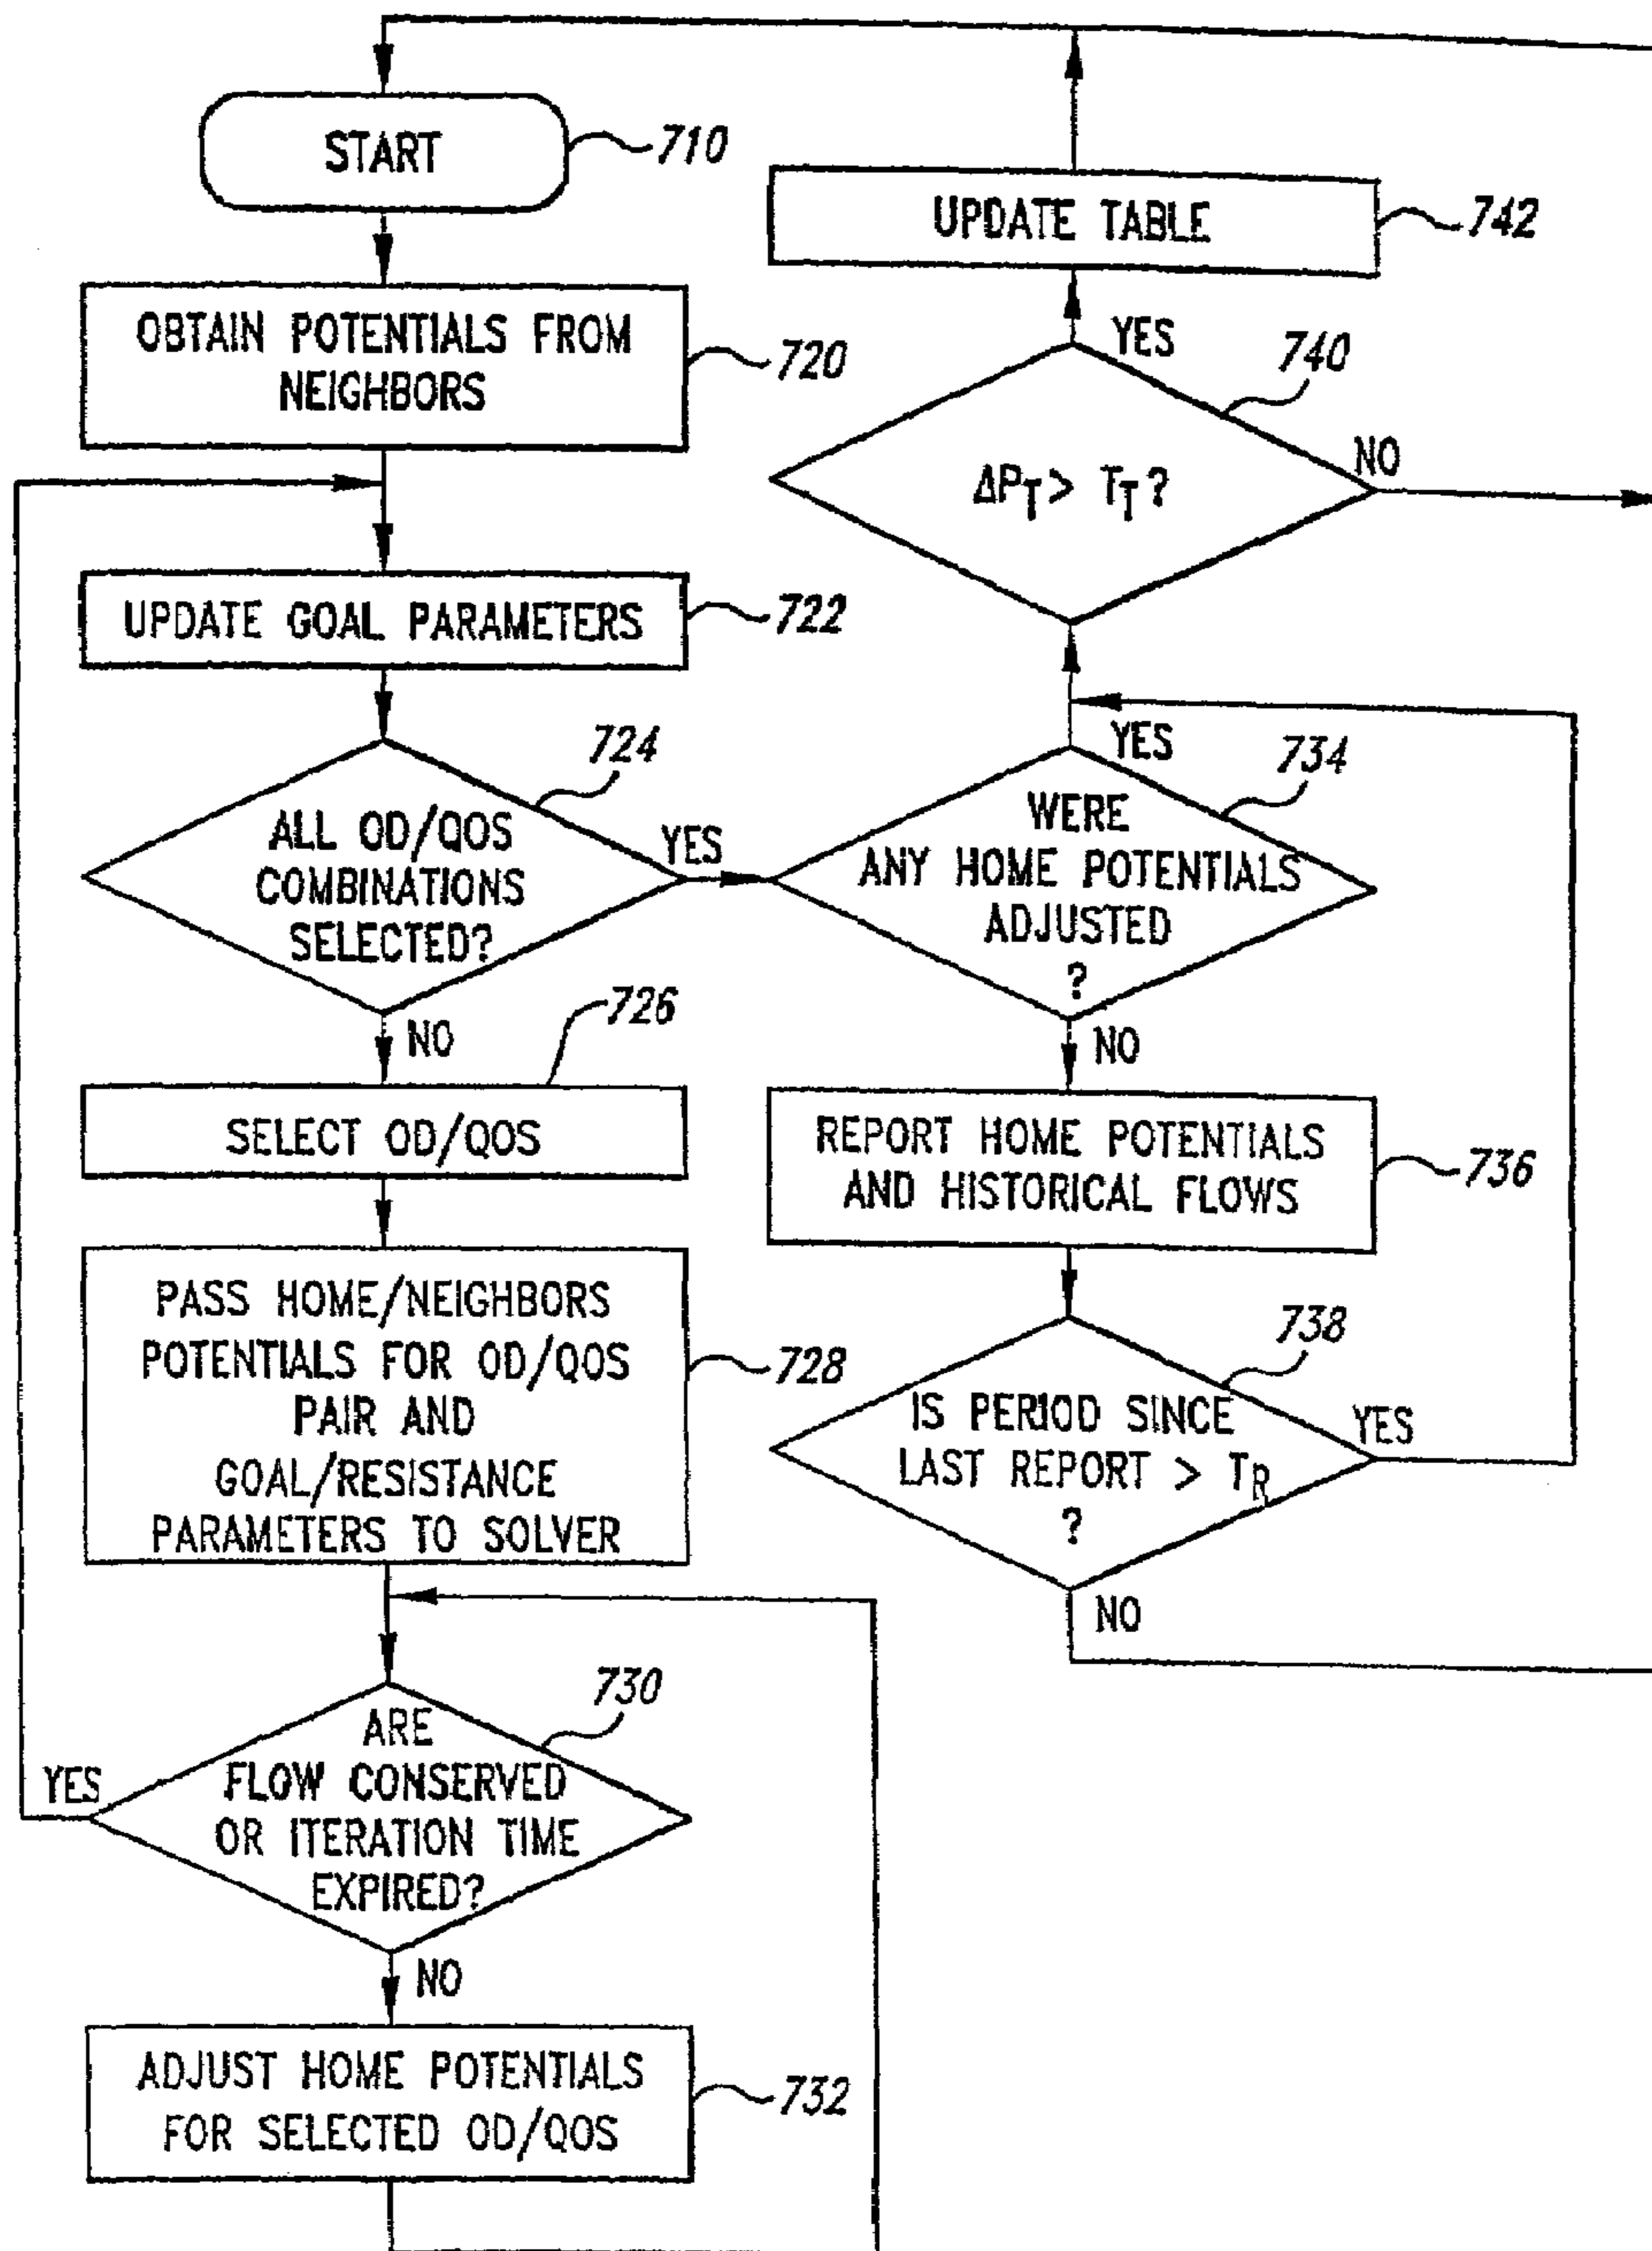 START
710
OBTAIN POTENTIALS FROM
NEIGHBORS
720
UPDATE GOAL PARAMETERS
722
724
ALL OD/QOS
COMBINATIONS
SELECTED?
YES
NO
726
SELECT OD/QOS
PASS HOME/NEIGHBORS
POTENTIALS FOR OD/QOS
PAIR AND
GOAL/RESISTANCE
PARAMETERS TO SOLVER
728
730
ARE
FLOW CONSERVED
OR ITERATION TIME
EXPIRED?
YES
NO
ADJUST HOME POTENTIALS
FOR SELECTED OD/QOS
732
UPDATE TABLE
742
YES
740
ΔPT > TT?
NO
YES
734
WERE
ANY HOME POTENTIALS
ADJUSTED
?
NO
REPORT HOME POTENTIALS
AND HISTORICAL FLOWS
736
738
IS PERIOD SINCE
LAST REPORT > TR
?
YES
NO